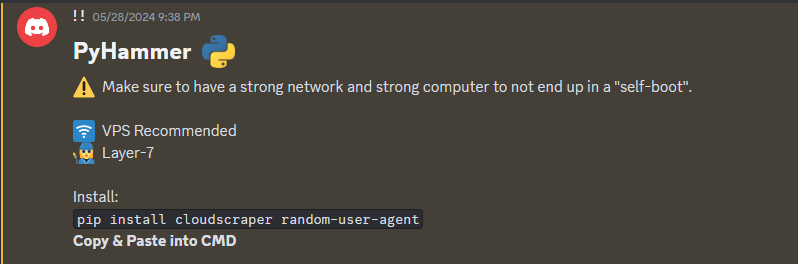 !! 05/28/2024 9:38 PM
PyHammer
Make sure to have a strong network and strong computer to not end up in a "self-boot".
VPS Recommended
Layer-7
Install:
pip install cloudscraper random-user-agent
Copy & Paste into CMD